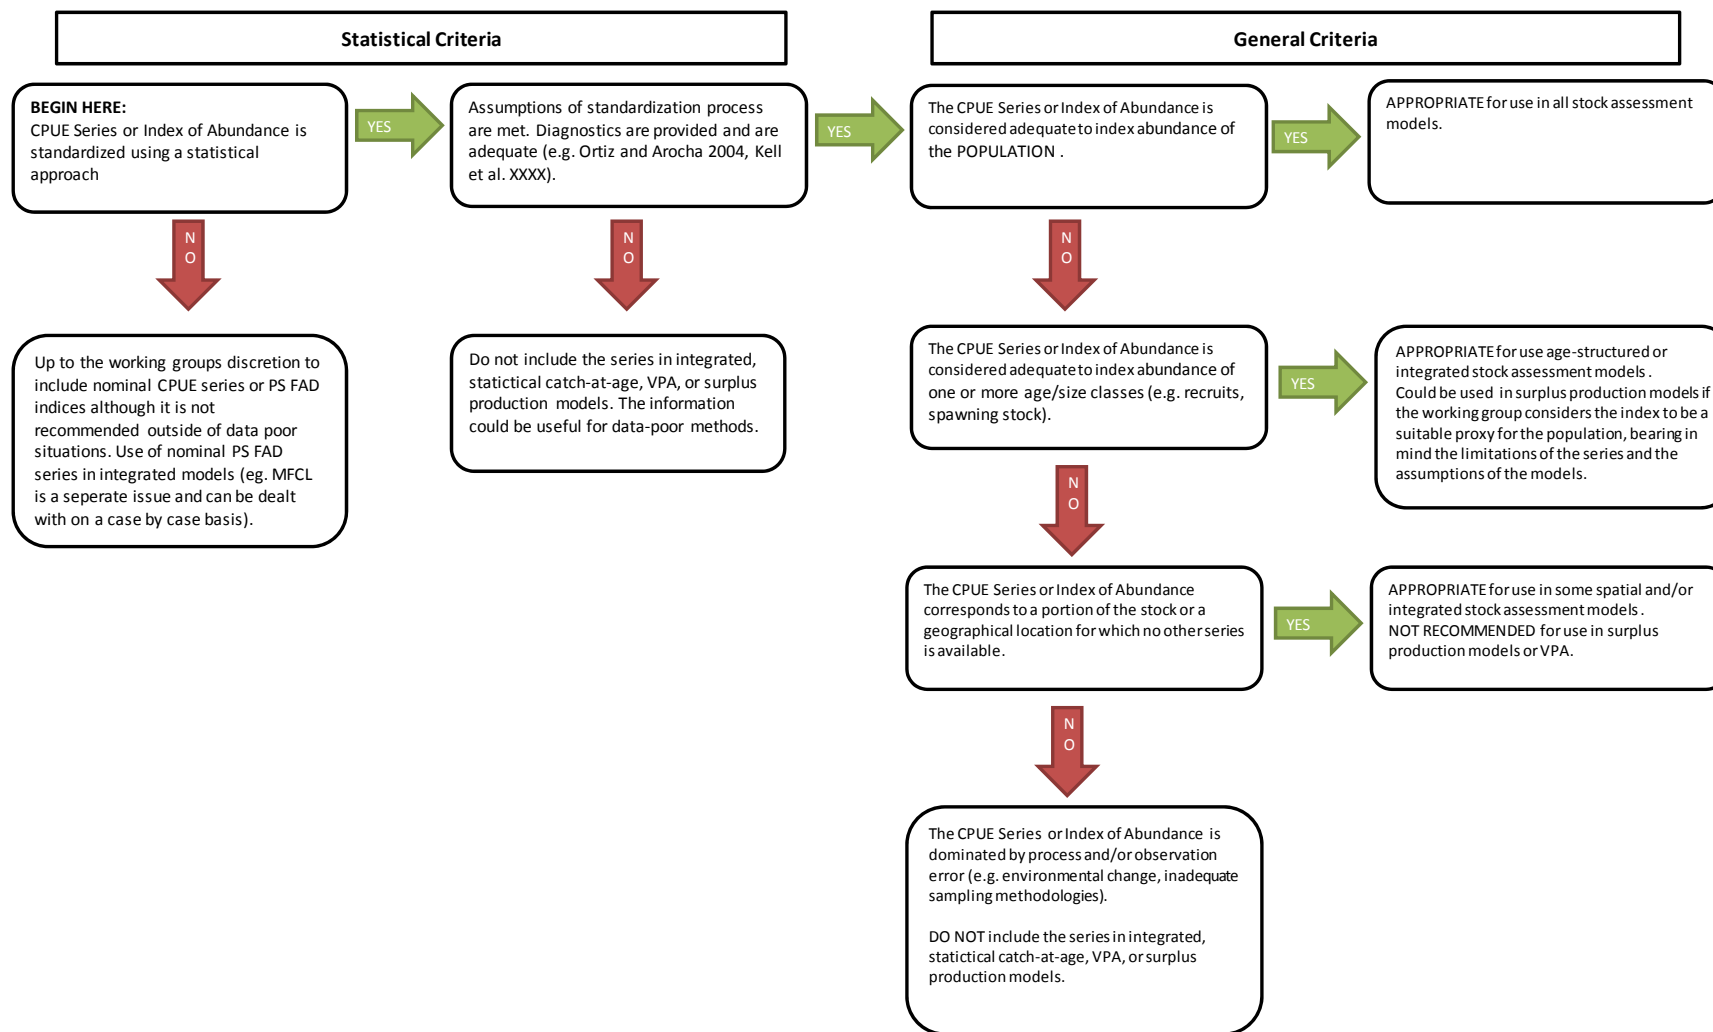 Statistical Criteria
General Criteria
BEGIN HERE:
CPUE Series or Index of Abundance is
standardized using a statistical
approach
YES
Assumptions of standardization process
are met. Diagnostics are provided and are
adequate (e.g. Ortiz and Arocha 2004, Kell
et al. XXXX).
YES
The CPUE Series or Index of Abundance is
considered adequate to index abundance of
the POPULATION .
YES
APPROPRIATE for use in all stock assessment
models.
N
O
N
O
N
O
Up to the working groups discretion to
include nominal CPUE series or PS FAD
indices although it is not
recommended outside of data poor
situations. Use of nominal PS FAD
series in integrated models (eg. MFCL
is a seperate issue and can be dealt
with on a case by case basis).
Do not include the series in integrated,
statictical catch-at-age, VPA, or surplus
production models. The information
could be useful for data-poor methods.
The CPUE Series or Index of Abundance is
considered adequate to index abundance of
one or more age/size classes (e.g. recruits,
spawning stock).
YES
APPROPRIATE for use age-structured or
integrated stock assessment models .
Could be used in surplus production models if
the working group considers the index to be a
suitable proxy for the population, bearing in
mind the limitations of the series and the
assumptions of the models.
N
O
The CPUE Series or Index of Abundance
corresponds to a portion of the stock or a
geographical location for which no other series
is available.
YES
APPROPRIATE for use in some spatial and/or
integrated stock assessment models .
NOT RECOMMENDED for use in surplus
production models or VPA.
N
O
The CPUE Series or Index of Abundance is
dominated by process and/or observation
error (e.g. environmental change, inadequate
sampling methodologies).
DO NOT include the series in integrated,
statictical catch-at-age, VPA, or surplus
production models.